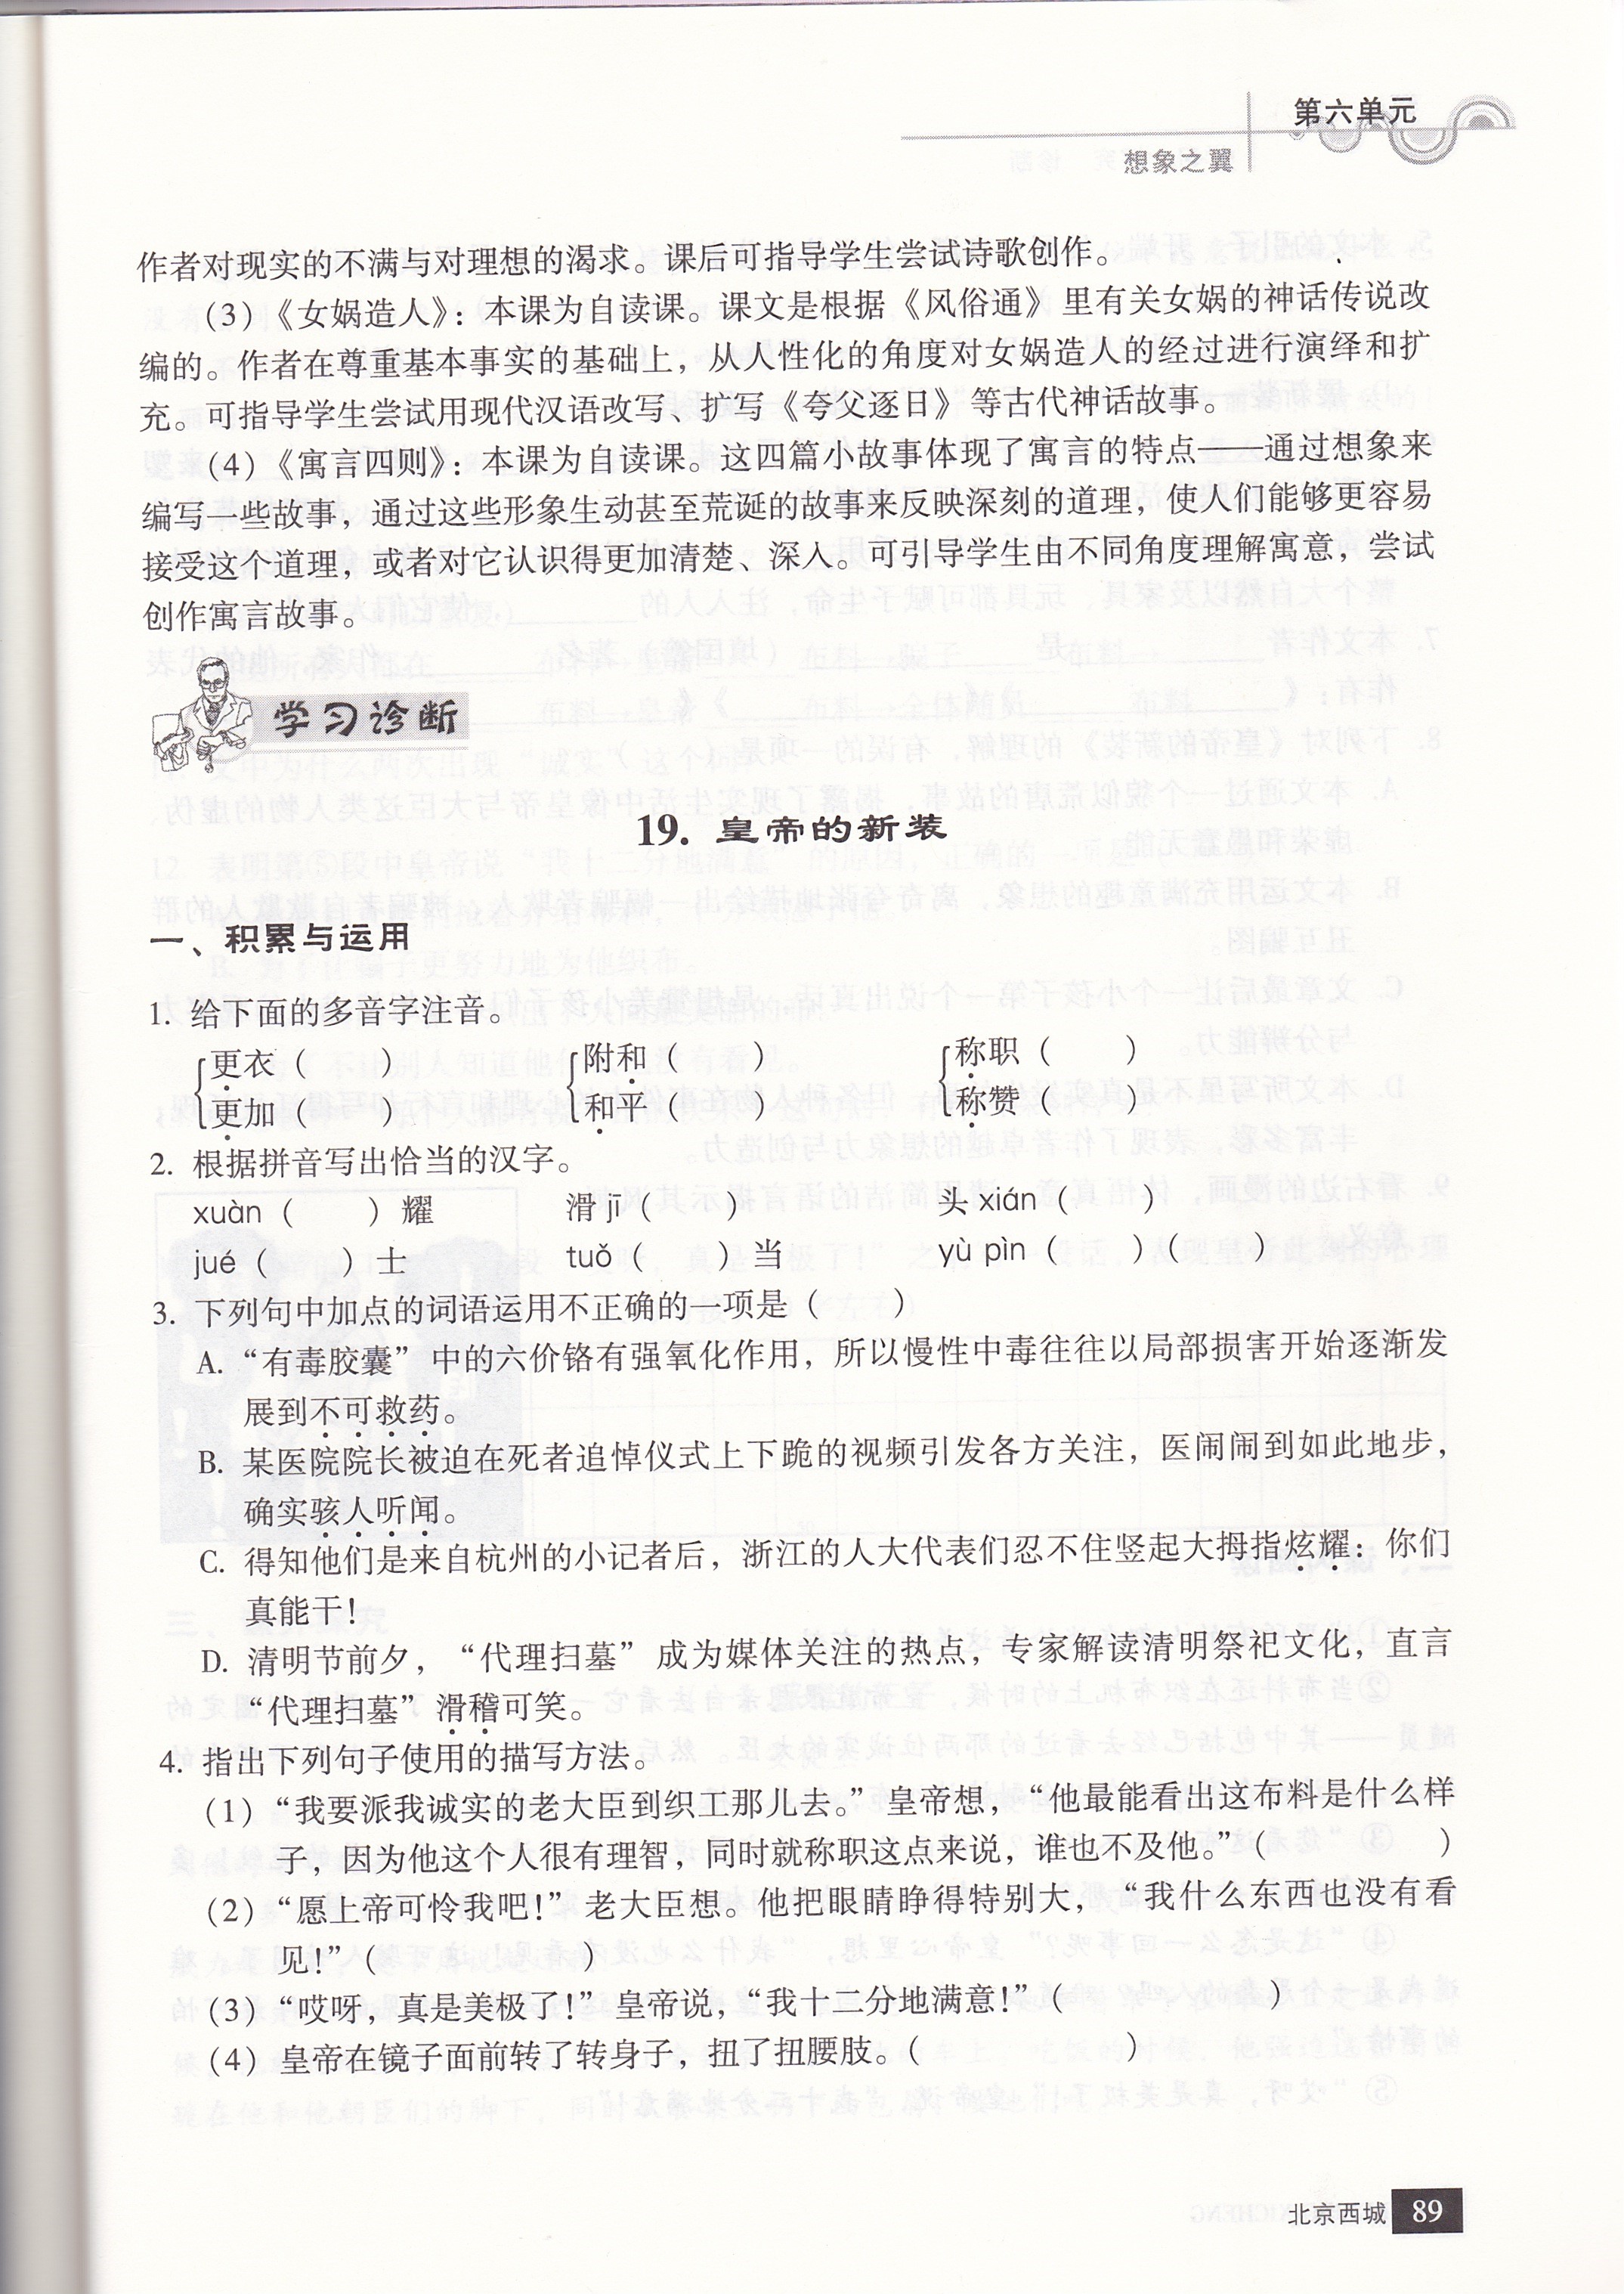 第六单元
想象之翼
作者对现实的不满与对理想的渴求。课后可指导学生尝试诗歌创作。
(3)《女娲造人》：本课为自读课。课文是根据《风俗通》里有关女娲的神话传说改
编的。作者在尊重基本事实的基础上，从人性化的角度对女娲造人的经过进行演绎和扩
充。可指导学生尝试用现代汉语改写、扩写《夸父逐日》等古代神话故事。
(4)《寓言四则》：本课为自读课。这四篇小故事体现了寓言的特点——通过想象来
编写一些故事，通过这些形象生动甚至荒诞的故事来反映深刻的道理，使人们能够更容易
接受这个道理，或者对它认识得更加清楚、深入。可引导学生由不同角度理解寓意，尝试
创作寓言故事。
学习诊断
19. 皇帝的新装
一、积累与运用
1. 给下面的多音字注音。
更衣（　　） 附和（　　） 称职（　　）
更加（　　） 和平（　　） 称赞（　　）
2. 根据拼音写出恰当的汉字。
xuàn（　　）耀 滑jī（　　） 头xián（　　）
jué（　　）士 tuǒ（　　）当 yù pìn（　　）（　　）
3. 下列句中加点的词语运用不正确的一项是（　　）
A. “有毒胶囊”中的六价铬有强氧化作用，所以慢性中毒往往以局部损害开始逐渐发
展到不可救药。
B. 某医院院长被迫在死者追悼仪式上下跪的视频引发各方关注，医闹闹到如此地步，
确实骇人听闻。
C. 得知他们是来自杭州的小记者后，浙江的人大代表们忍不住竖起大拇指炫耀：你们
真能干！
D. 清明节前夕，“代理扫墓”成为媒体关注的热点，专家解读清明祭祀文化，直言
“代理扫墓”滑稽可笑。
4. 指出下列句子使用的描写方法。
(1)“我要派我诚实的老大臣到织工那儿去。”皇帝想，“他最能看出这布料是什么样
子，因为他这个人很有理智，同时就称职这点来说，谁也不及他。”（　　）
(2)“愿上帝可怜我吧！”老大臣想。他把眼睛睁得特别大，“我什么东西也没有看
见！”（　　）
(3)“哎呀，真是美极了！”皇帝说，“我十二分地满意！”（　　）
(4) 皇帝在镜子面前转了转身子，扭了扭腰肢。（　　）
北京西城 89